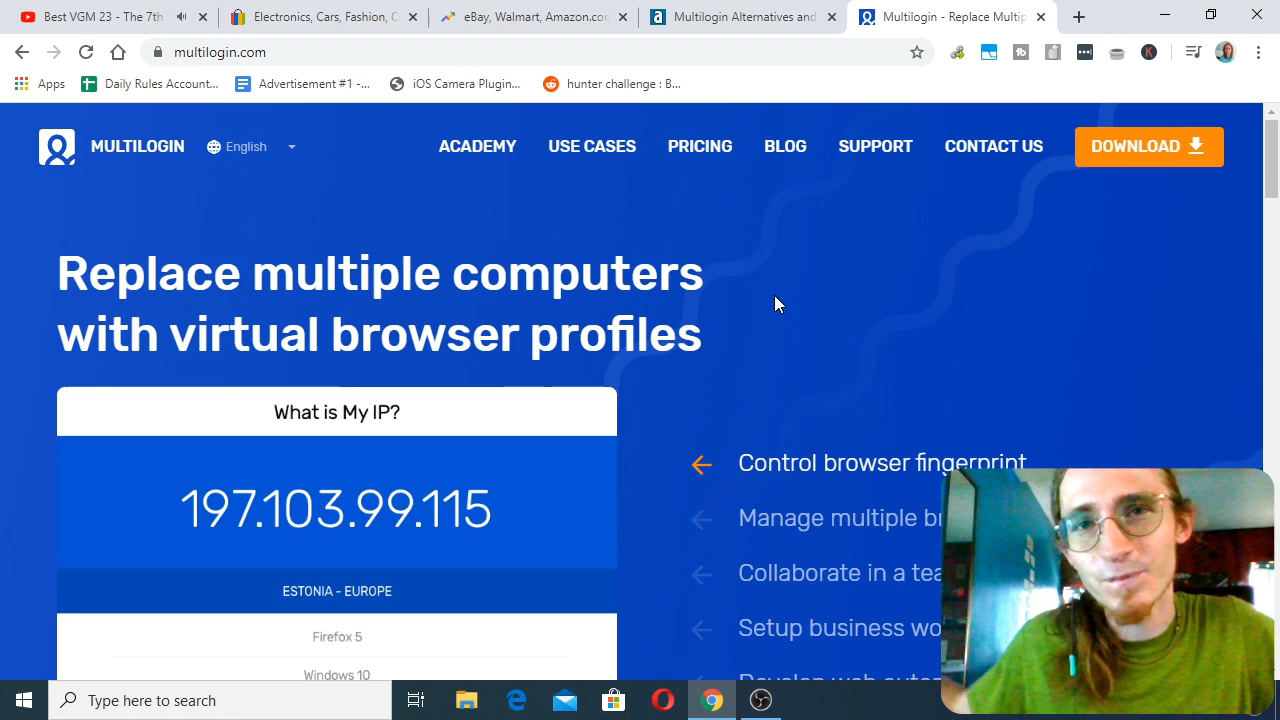 Best VGM 23 - The 7th
Electronics, Cars, Fashion, C
eBay, Walmart, Amazon.com
Multilogin Alternatives and
Multilogin - Replace Multip
multilogin.com
Apps
Daily Rules Account...
Advertisement #1 -...
iOS Camera Plugin...
hunter challenge : B...
MULTILOGIN
English
ACADEMY
USE CASES
PRICING
BLOG
SUPPORT
CONTACT US
DOWNLOAD
Replace multiple computers
with virtual browser profiles
What is My IP?
197.103.99.115
ESTONIA - EUROPE
Firefox 5
Windows 10
Control browser fingerprint
Manage multiple br
Collaborate in a tea
Setup business wo
Develop web autom
Type here to search